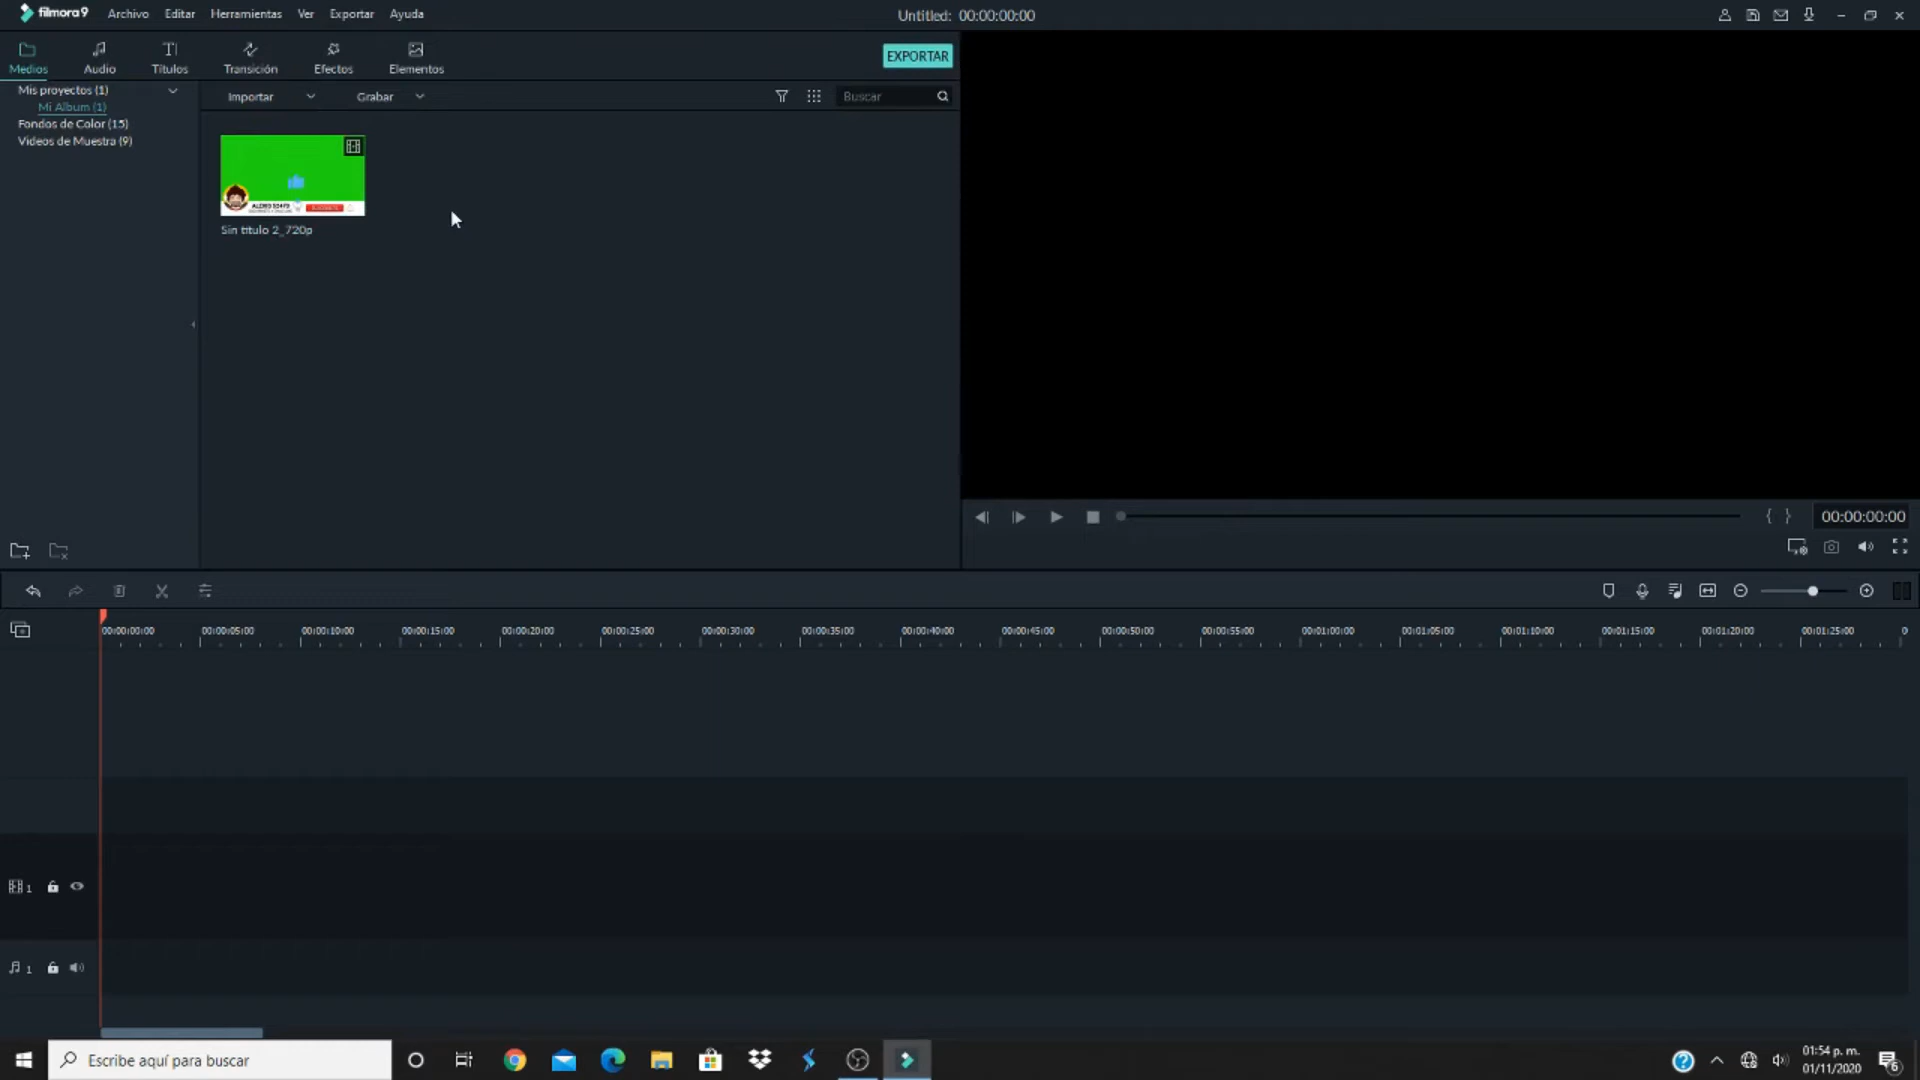 filmora9 Archivo Editar Herramientas Ver Exportar Ayuda Untitled: 00:00:00:00
Medios Audio Títulos Transición Efectos Elementos EXPORTAR
Mis proyectos (1) Importar Grabar Buscar
Mi Album (1)
Fondos de Color (15)
Videos de Muestra (9)
Sin titulo 2_720p
{ } 00:00:00:00
00:00:00:00 00:00:05:00 00:00:10:00 00:00:15:00 00:00:20:00 00:00:25:00 00:00:30:00 00:00:35:00 00:00:40:00 00:00:45:00 00:00:50:00 00:00:55:00 00:01:00:00 00:01:05:00 00:01:10:00 00:01:15:00 00:01:20:00 00:01:25:00 0
1
1
Escribe aquí para buscar
01:54 p. m.
01/11/2020
6